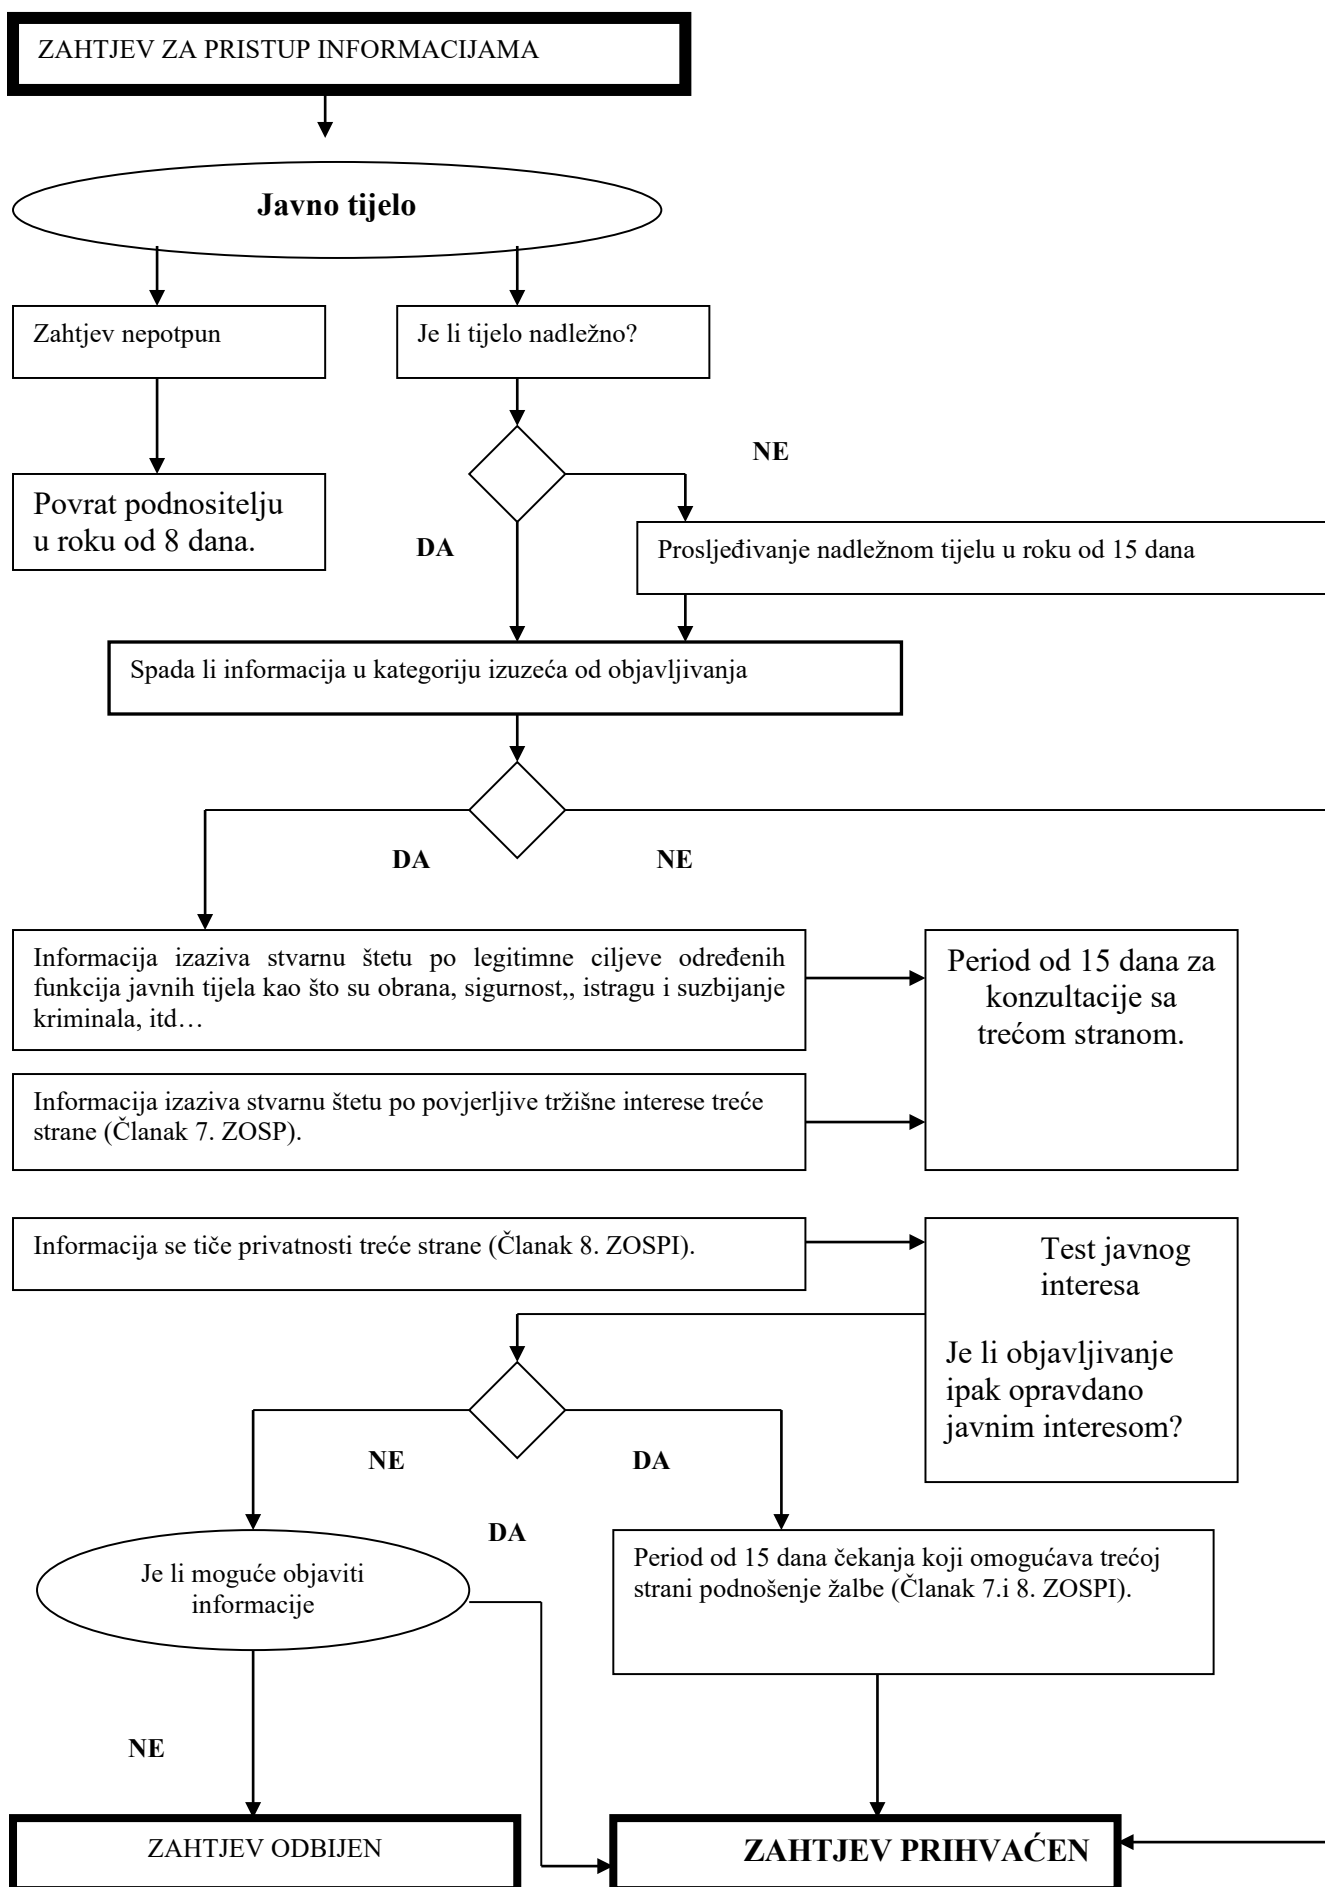 ZAHTJEV ZA PRISTUP INFORMACIJAMA
Javno tijelo
Zahtjev nepotpun
Je li tijelo nadležno?
NE
Povrat podnositelju
u roku od 8 dana.
DA
Prosljeđivanje nadležnom tijelu u roku od 15 dana
Spada li informacija u kategoriju izuzeća od objavljivanja
DA
NE
Informacija izaziva stvarnu štetu po legitimne ciljeve određenih
funkcija javnih tijela kao što su obrana, sigurnost,, istragu i suzbijanje
kriminala, itd…
Period od 15 dana za
konzultacije sa
trećom stranom.
Informacija izaziva stvarnu štetu po povjerljive tržišne interese treće
strane (Članak 7. ZOSP).
Informacija se tiče privatnosti treće strane (Članak 8. ZOSPI).
Test javnog
interesa
Je li objavljivanje
ipak opravdano
javnim interesom?
NE
DA
DA
Je li moguće objaviti
informacije
Period od 15 dana čekanja koji omogućava trećoj
strani podnošenje žalbe (Članak 7.i 8. ZOSPI).
NE
ZAHTJEV ODBIJEN
ZAHTJEV PRIHVAĆEN